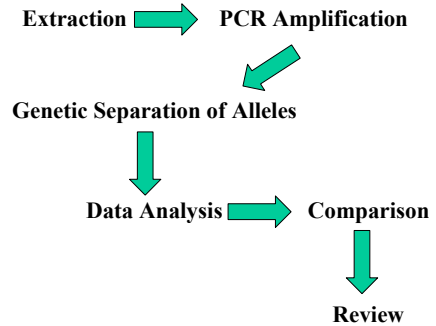 Extraction PCR Amplification
Genetic Separation of Alleles
Data Analysis Comparison
Review